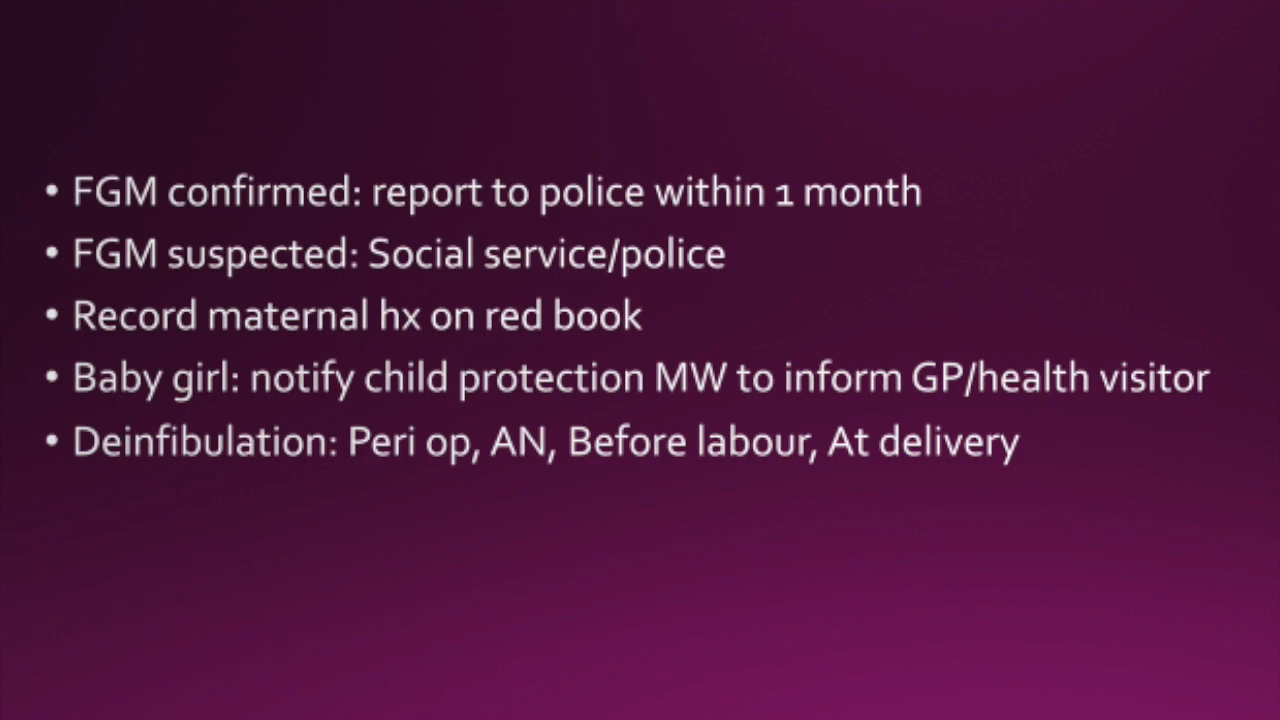 • FGM confirmed: report to police within 1 month
• FGM suspected: Social service/police
• Record maternal hx on red book
• Baby girl: notify child protection MW to inform GP/health visitor
• Deinfibulation: Peri op, AN, Before labour, At delivery